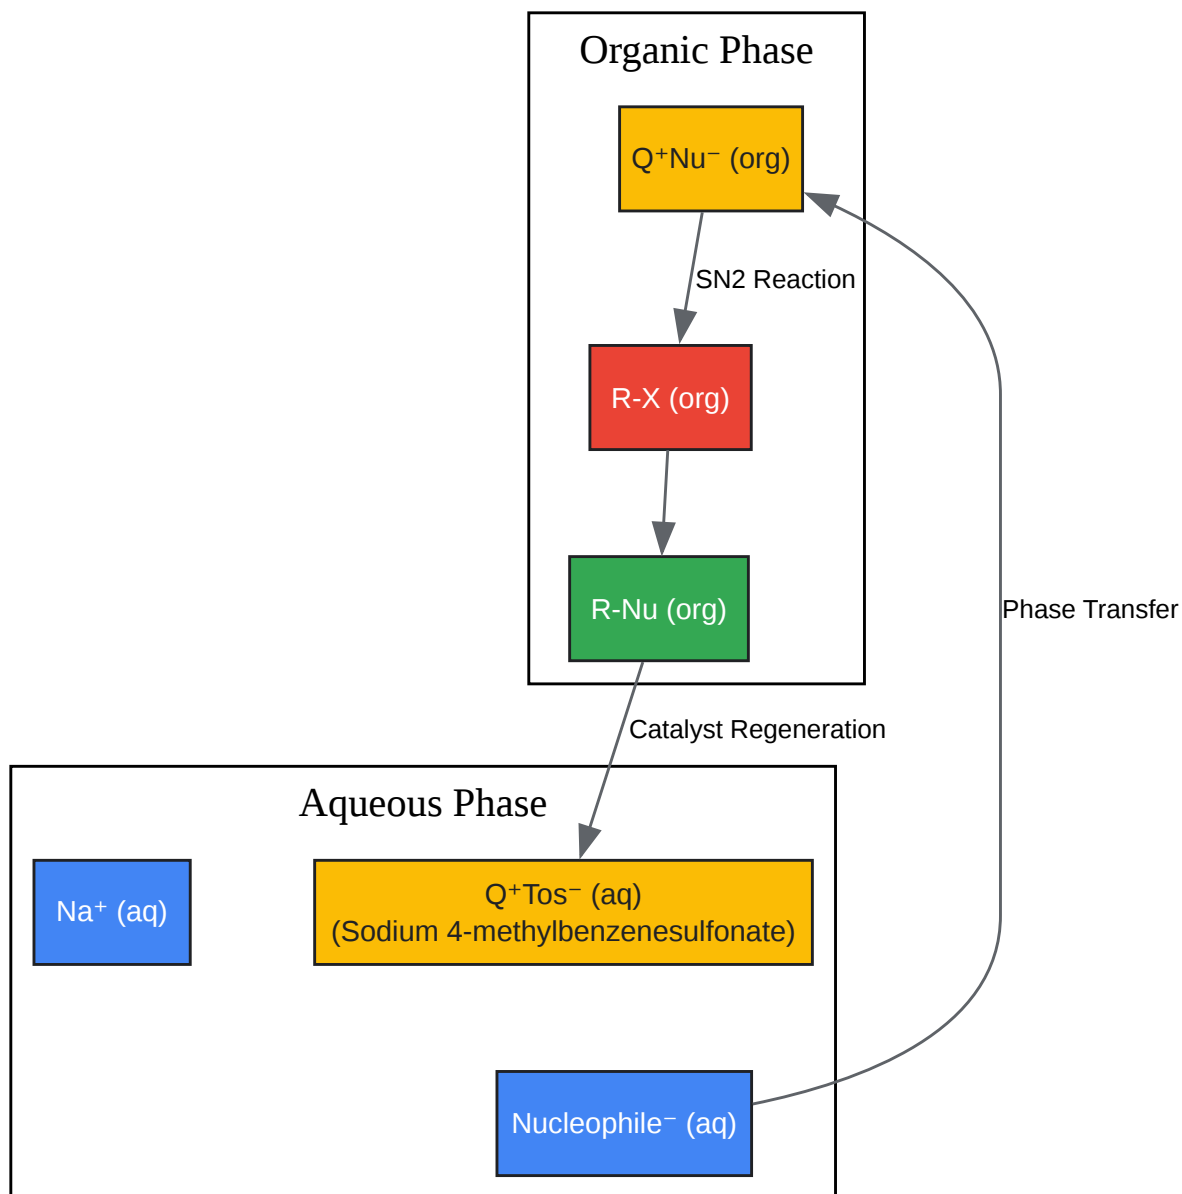 Organic Phase
Q⁺Nu⁻ (org)
SN2 Reaction
R-X (org)
R-Nu (org)
Phase Transfer
Catalyst Regeneration
Aqueous Phase
Na⁺ (aq)
Q⁺Tos⁻ (aq)
(Sodium 4-methylbenzenesulfonate)
Nucleophile⁻ (aq)